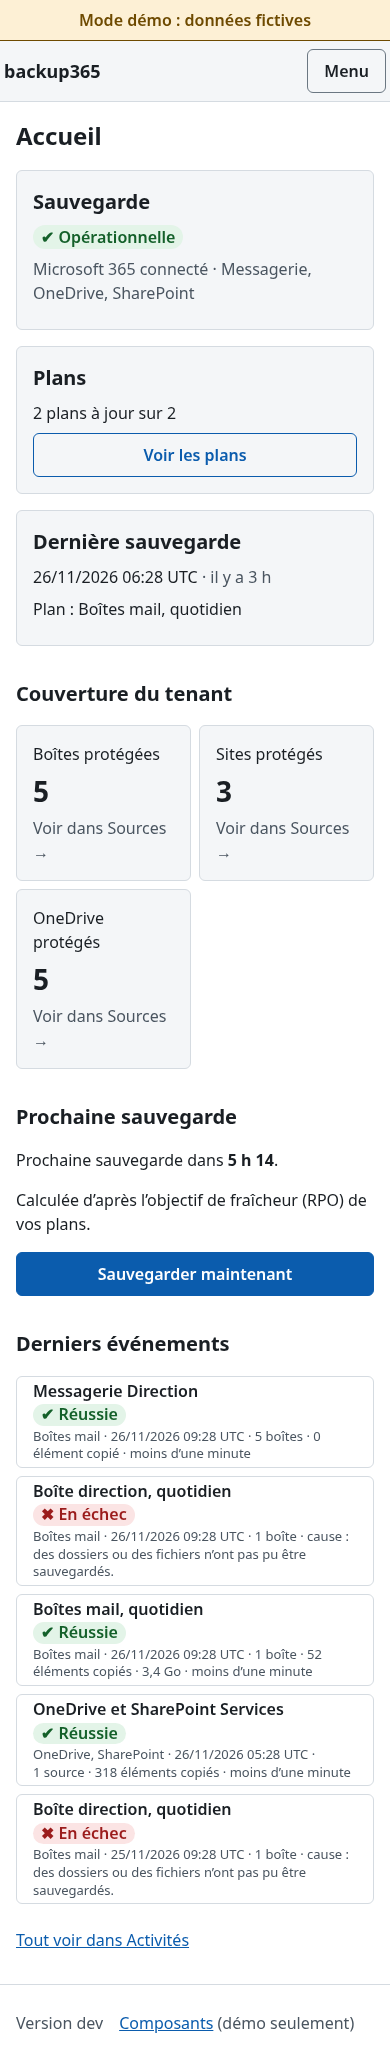 Mode démo : données fictives
backup365
Menu
Accueil
Sauvegarde
✔ Opérationnelle
Microsoft 365 connecté · Messagerie,
OneDrive, SharePoint
Plans
2 plans à jour sur 2
Voir les plans
Dernière sauvegarde
26/11/2026 06:28 UTC · il y a 3 h
Plan : Boîtes mail, quotidien
Couverture du tenant
Boîtes protégées
5
Voir dans Sources
→
Sites protégés
3
Voir dans Sources
→
OneDrive
protégés
5
Voir dans Sources
→
Prochaine sauvegarde
Prochaine sauvegarde dans 5 h 14.
Calculée d’après l’objectif de fraîcheur (RPO) de
vos plans.
Sauvegarder maintenant
Derniers événements
Messagerie Direction
✔ Réussie
Boîtes mail · 26/11/2026 09:28 UTC · 5 boîtes · 0
élément copié · moins d’une minute
Boîte direction, quotidien
✖ En échec
Boîtes mail · 26/11/2026 09:28 UTC · 1 boîte · cause :
des dossiers ou des fichiers n’ont pas pu être
sauvegardés.
Boîtes mail, quotidien
✔ Réussie
Boîtes mail · 26/11/2026 09:28 UTC · 1 boîte · 52
éléments copiés · 3,4 Go · moins d’une minute
OneDrive et SharePoint Services
✔ Réussie
OneDrive, SharePoint · 26/11/2026 05:28 UTC ·
1 source · 318 éléments copiés · moins d’une minute
Boîte direction, quotidien
✖ En échec
Boîtes mail · 25/11/2026 09:28 UTC · 1 boîte · cause :
des dossiers ou des fichiers n’ont pas pu être
sauvegardés.
Tout voir dans Activités
Version dev Composants (démo seulement)